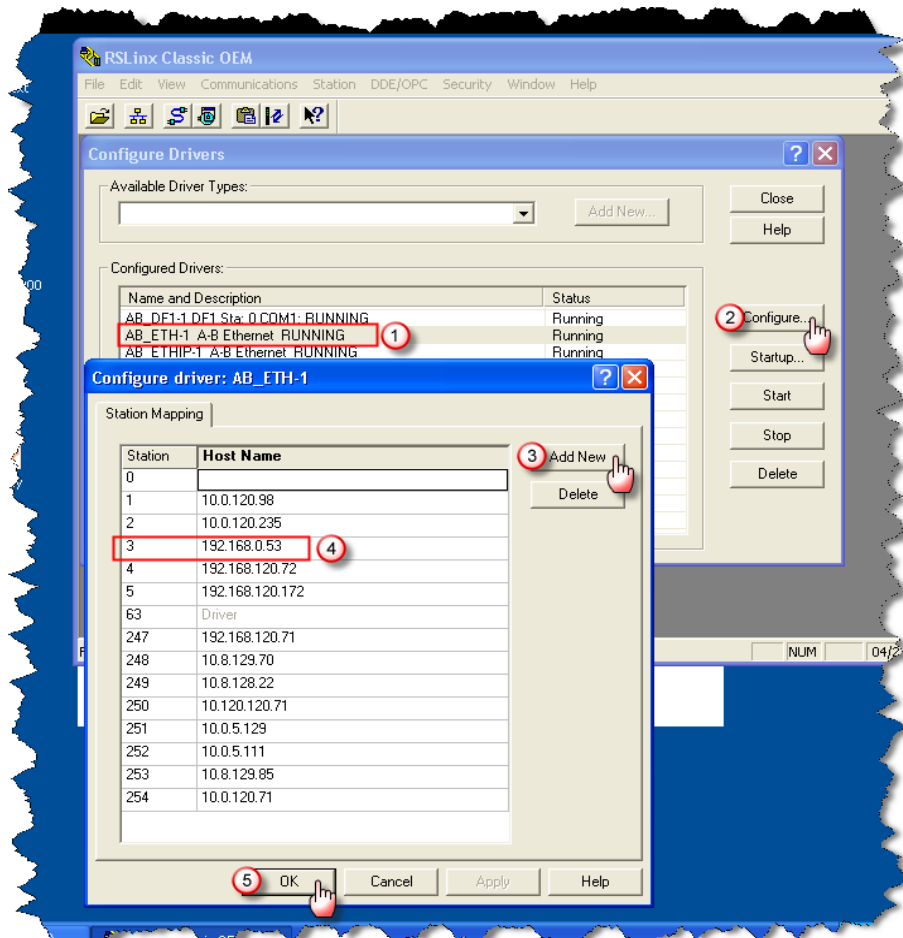 RSLinx Classic OEM
File Edit View Communications Station DDE/OPC Security Window Help
Configure Drivers
Available Driver Types:
Add New...
Close
Help
Configured Drivers:
Name and Description Status
AB_DF1-1 DF1 Sta: 0 COM1: RUNNING Running
AB_ETH-1 A-B Ethernet RUNNING Running
1
AB_ETHIP-1 A-B Ethernet RUNNING Running
2 Configure...
Startup...
Start
Stop
Delete
Configure driver: AB_ETH-1
Station Mapping
Station Host Name
0
1 10.0.120.98
2 10.0.120.235
3 192.168.0.53
4
4 192.168.120.72
5 192.168.120.172
63 Driver
247 192.168.120.71
248 10.8.129.70
249 10.8.128.22
250 10.120.120.71
251 10.0.5.129
252 10.0.5.111
253 10.8.129.85
254 10.0.120.71
3 Add New
Delete
5 OK Cancel Apply Help
NUM 04/2
00